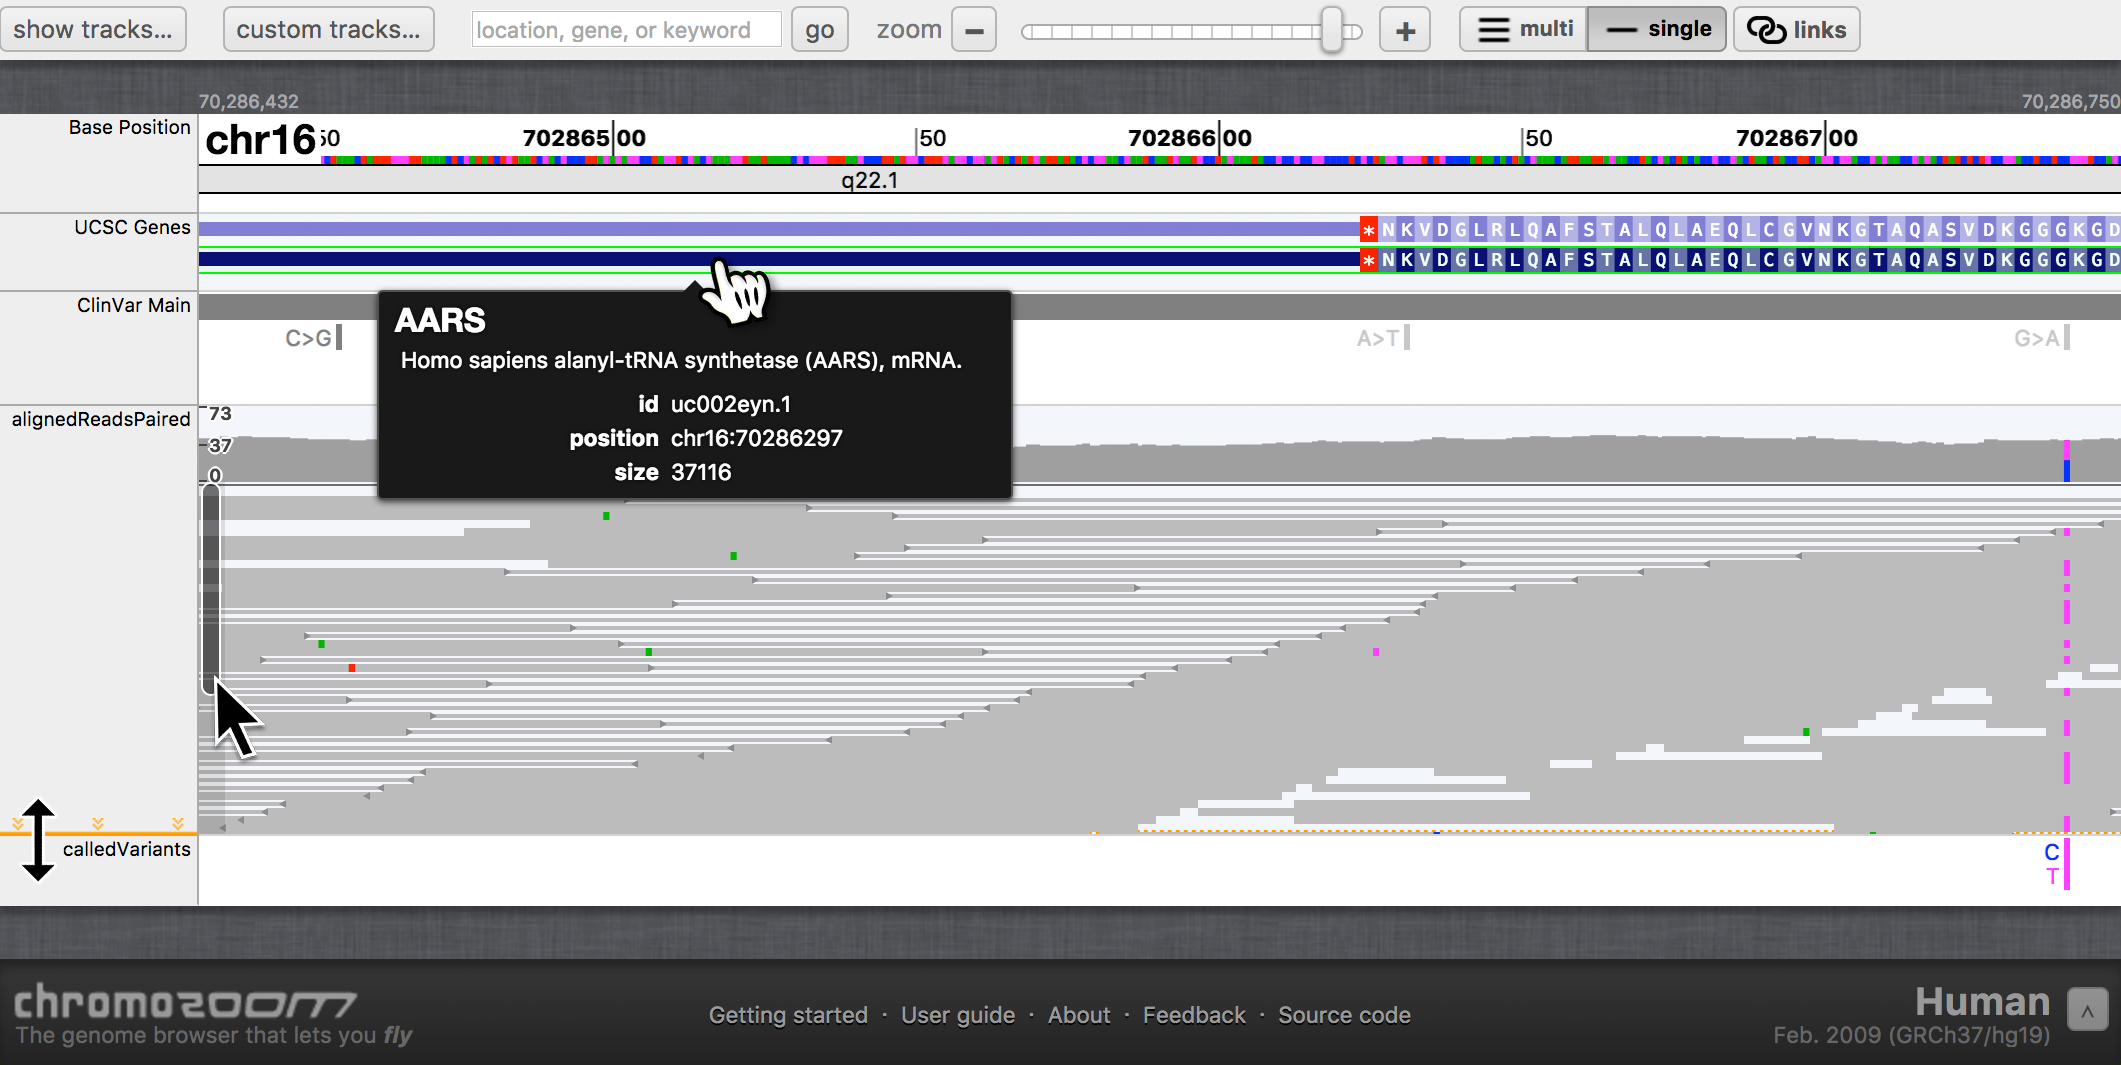 show tracks... custom tracks... location, gene, or keyword go zoom − + multi single links
70,286,432 70,286,750
Base Position chr16 50 702865|00 |50 702866|00 |50 702867|00
q22.1
UCSC Genes * N K V D G L R L Q A F S T A L Q L A E Q L C G V N K G T A Q A S V D K G G G K G D
* N K V D G L R L Q A F S T A L Q L A E Q L C G V N K G T A Q A S V D K G G G K G D
ClinVar Main
C>G A>T G>A
AARS
Homo sapiens alanyl-tRNA synthetase (AARS), mRNA.
id uc002eyn.1
position chr16:70286297
size 37116
alignedReadsPaired 73
37
0
calledVariants C
T
chromozoom
The genome browser that lets you fly
Getting started · User guide · About · Feedback · Source code
Human
Feb. 2009 (GRCh37/hg19)